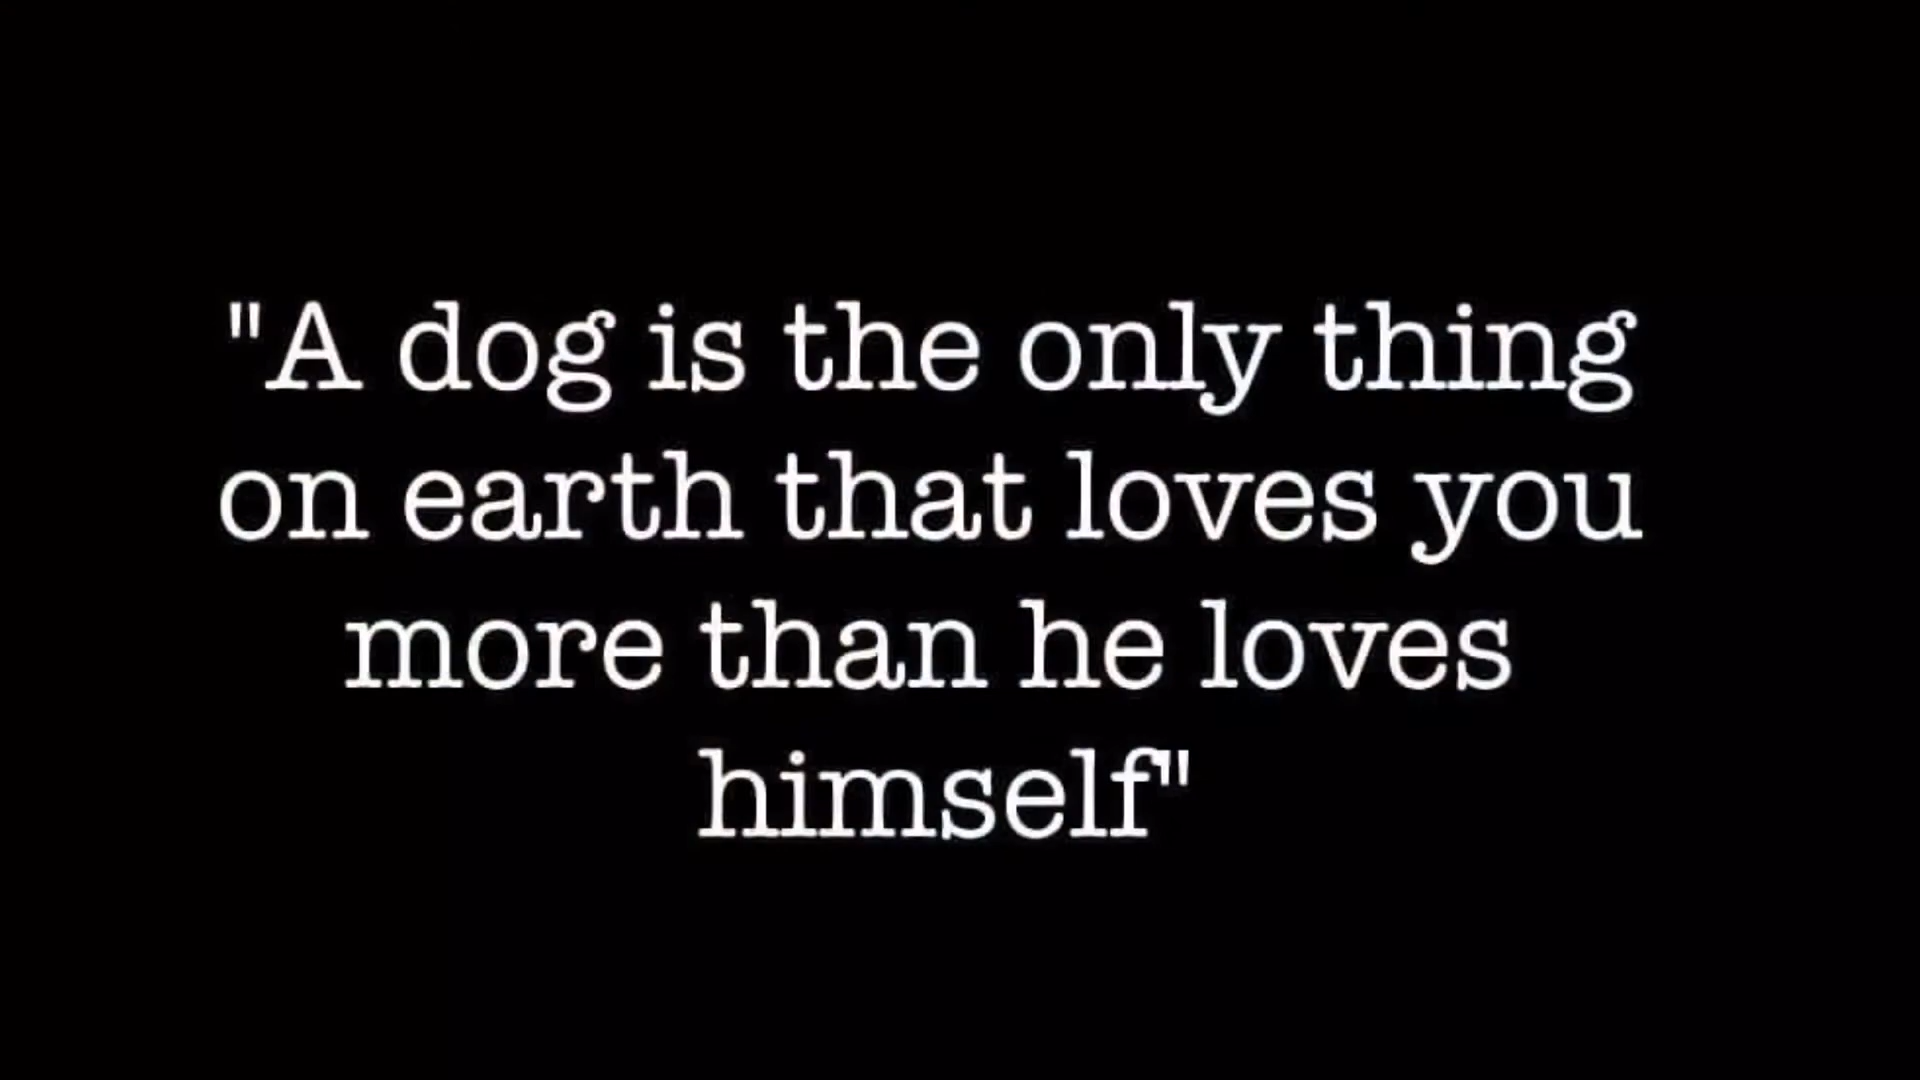 "A dog is the only thing
on earth that loves you
more than he loves
himself"